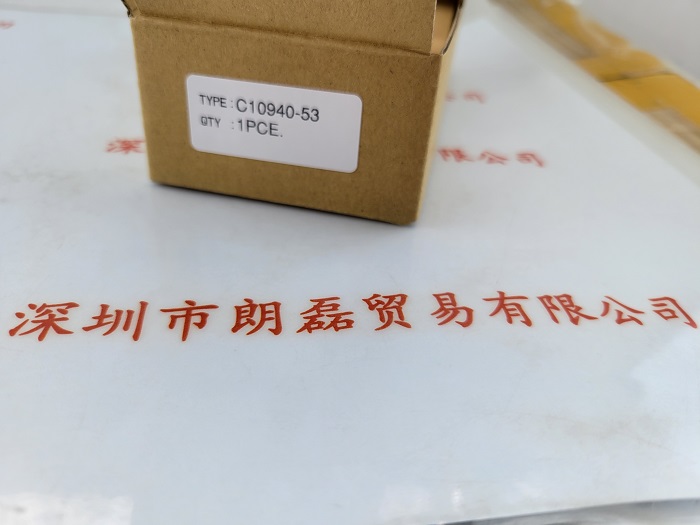 TYPE : C10940-53
QTY : 1PCE.
深 限公司
深圳市朗磊贸易有限公司